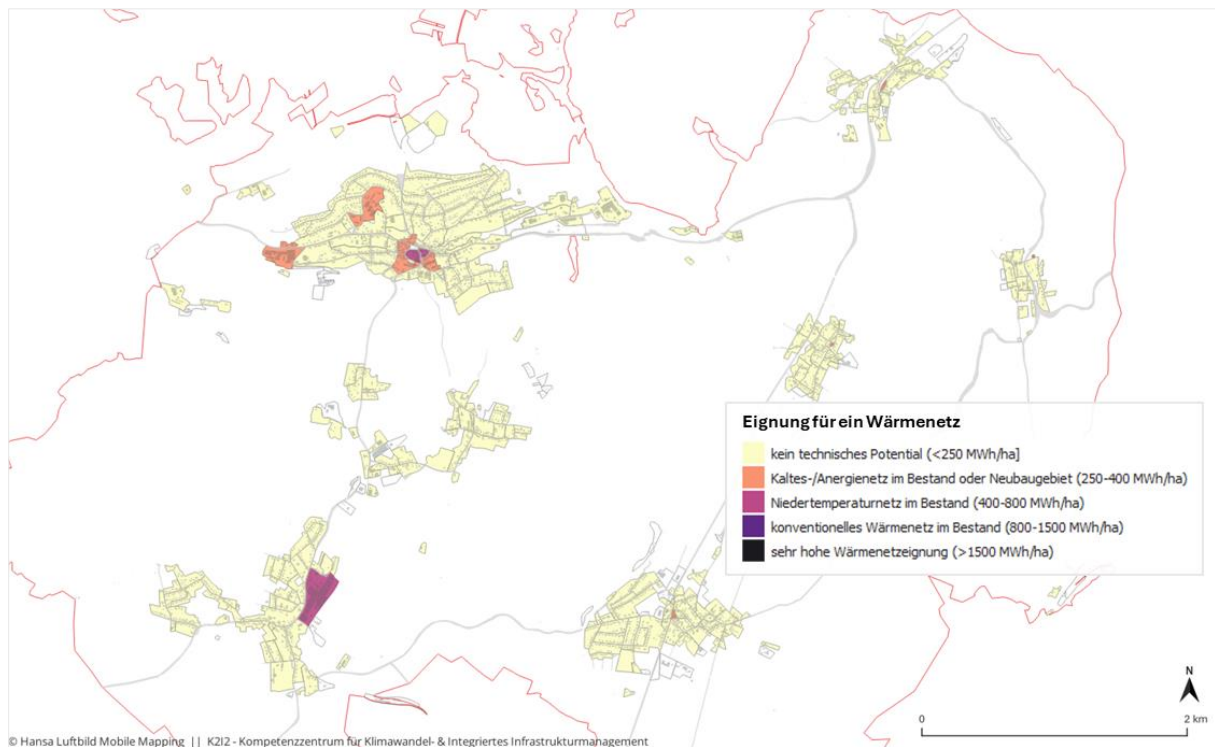 Eignung für ein Wärmenetz
kein technisches Potential (<250 MWh/ha]
Kaltes-/Anergienetz im Bestand oder Neubaugebiet (250-400 MWh/ha)
Niedertemperaturnetz im Bestand (400-800 MWh/ha)
konventionelles Wärmenetz im Bestand (800-1500 MWh/ha)
sehr hohe Wärmenetzeignung (>1500 MWh/ha)
N
0 2 km
© Hansa Luftbild Mobile Mapping || K2I2 - Kompetenzzentrum für Klimawandel- & Integriertes Infrastrukturmanagement